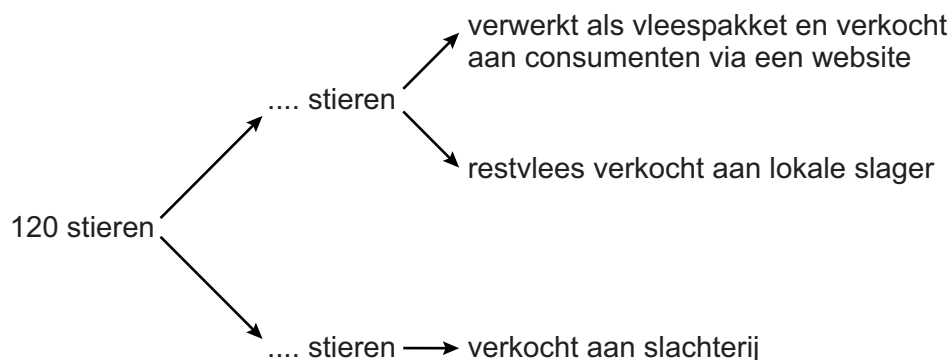 verwerkt als vleespakket en verkocht
aan consumenten via een website
.... stieren
restvlees verkocht aan lokale slager
120 stieren
.... stieren
verkocht aan slachterij